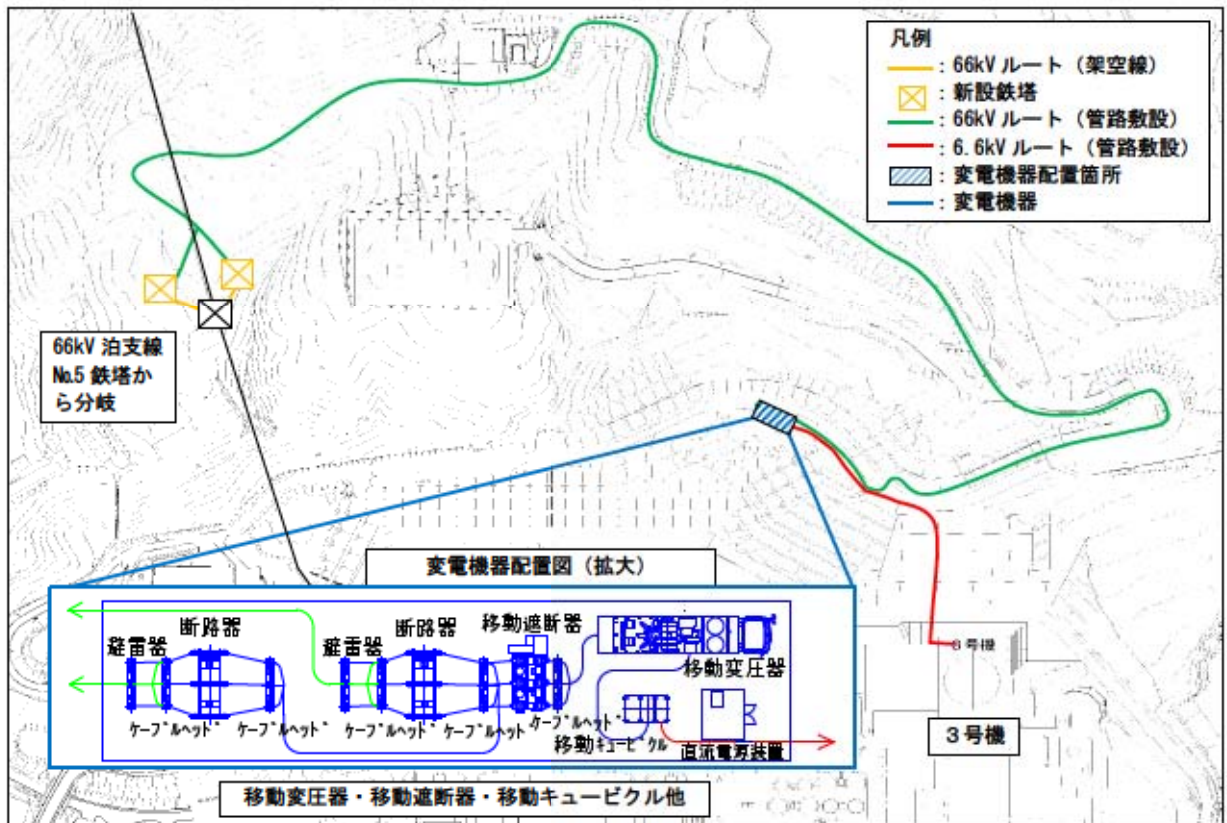 凡例
：66kV ルート（架空線）
：新設鉄塔
：66kV ルート（管路敷設）
：6.6kV ルート（管路敷設）
：変電機器配置箇所
：変電機器
66kV 泊支線
No.5 鉄塔か
ら分岐
変電機器配置図（拡大）
避雷器
断路器
避雷器
断路器
移動遮断器
移動変圧器
ケーブルヘッド
ケーブルヘッド
ケーブルヘッド
ケーブルヘッド
ケーブルヘッド
移動キュービクル
直流電源装置
3号機
３号機
移動変圧器・移動遮断器・移動キュービクル他